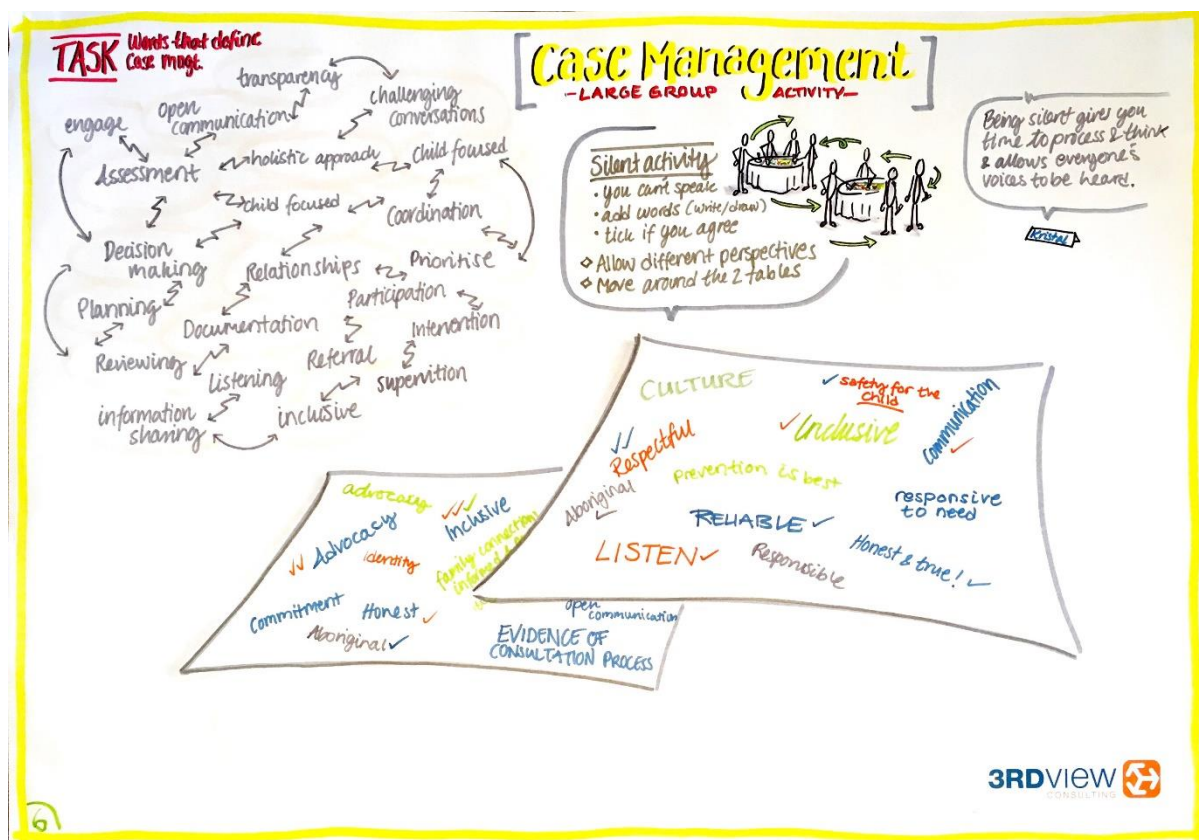 TASK Words that define
Case mngt.
transparency
challenging
conversations
open
communication
engage
Assessment
holistic approach
Child focused
child focused
Coordination
Decision
making
Relationships
Prioritise
Planning
Participation
Documentation
Intervention
Reviewing
Referral
Listening
supervition
information
sharing
inclusive
Case Management
-LARGE GROUP ACTIVITY-
Silent activity
• you can't speak
• add words (write/draw)
• tick if you agree
◇ Allow different perspectives
◇ Move around the 2 tables
Being silent gives you
time to process & think
& allows everyone's
voices to be heard.
Kristal
CULTURE
✓ safety for the
child
Communication
✓
✓✓
Respectful
✓ Inclusive
Prevention is best
Aboriginal
✓
responsive
to need
RELIABLE ✓
LISTEN ✓
Responsible
Honest & true! ✓
advocasy
✓✓✓
Inclusive
✓✓ Advocacy
identity
family connection
informed
Commitment
Honest ✓
Aboriginal ✓
open
communication
EVIDENCE OF
CONSULTATION PROCESS
3RDVIEW
CONSULTING
6